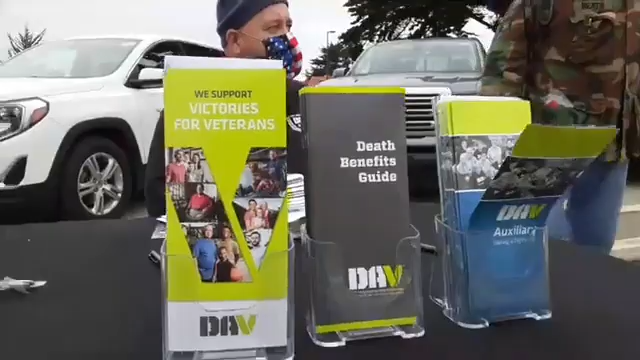 WE SUPPORT
VICTORIES
FOR VETERANS
DAV
Death
Benefits
Guide
DAV
DAV
Auxiliary